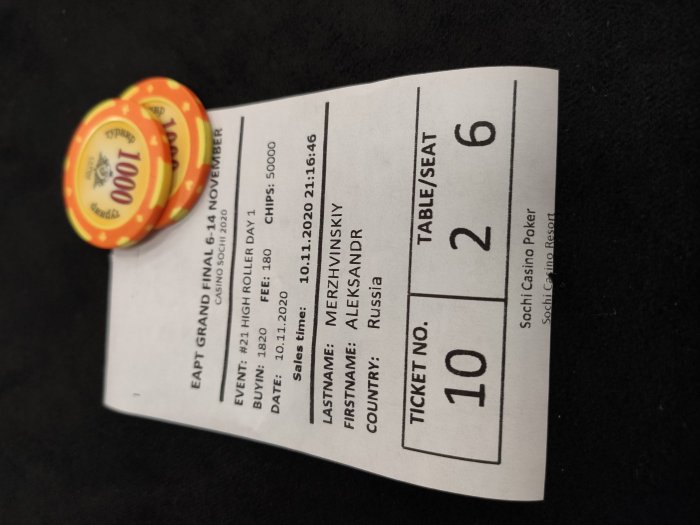 EAPT GRAND FINAL 6-14 NOVEMBER
CASINO SOCHI 2020
EVENT: #21 HIGH ROLLER DAY 1
BUYIN: 1820 FEE: 180 CHIPS: 50000
DATE: 10.11.2020
Sales time: 10.11.2020 21:16:46
LASTNAME: MERZHVINSKIY
FIRSTNAME: ALEKSANDR
COUNTRY: Russia
TICKET NO. TABLE/SEAT
10 2 6
Sochi Casino Poker
Sochi Casino Resort
1000
турнир
1000